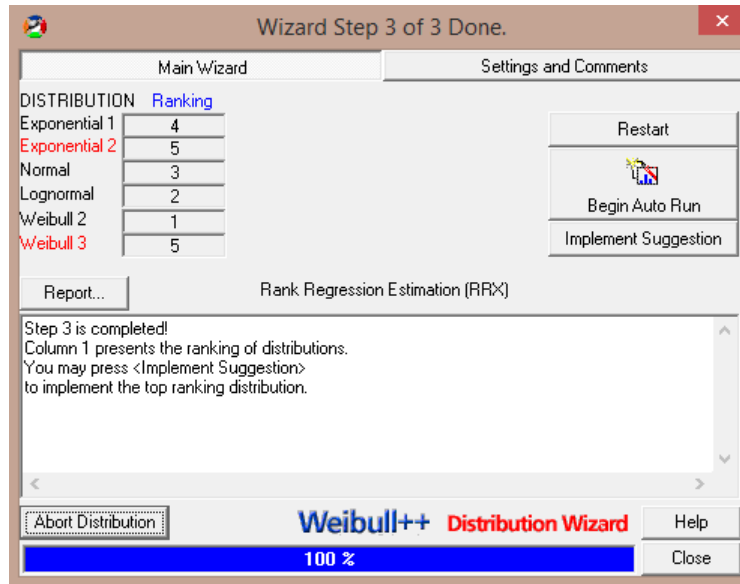 Wizard Step 3 of 3 Done.
Main Wizard
Settings and Comments
DISTRIBUTION Ranking
Exponential 1 4
Exponential 2 5
Normal 3
Lognormal 2
Weibull 2 1
Weibull 3 5
Restart
Begin Auto Run
Implement Suggestion
Report...
Rank Regression Estimation (RRX)
Step 3 is completed!
Column 1 presents the ranking of distributions.
You may press <Implement Suggestion>
to implement the top ranking distribution.
Abort Distribution
Weibull++ Distribution Wizard
Help
100 %
Close